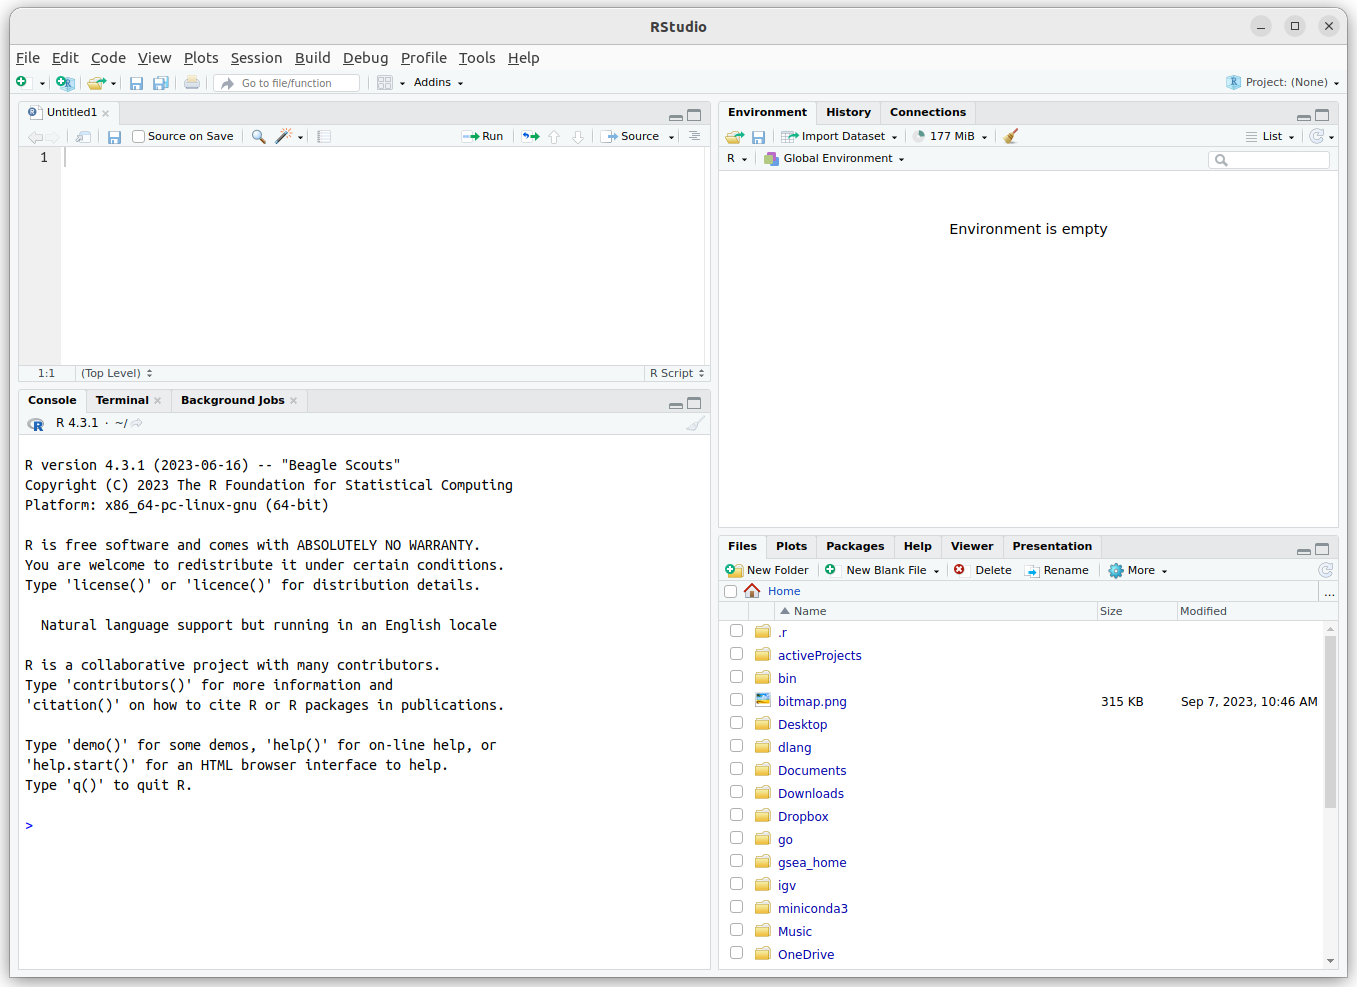 RStudio
File Edit Code View Plots Session Build Debug Profile Tools Help
Go to file/function Addins Project: (None)
Untitled1
Source on Save Run Source
1
1:1 (Top Level) R Script
Console Terminal Background Jobs
R 4.3.1 · ~/
R version 4.3.1 (2023-06-16) -- "Beagle Scouts"
Copyright (C) 2023 The R Foundation for Statistical Computing
Platform: x86_64-pc-linux-gnu (64-bit)
R is free software and comes with ABSOLUTELY NO WARRANTY.
You are welcome to redistribute it under certain conditions.
Type 'license()' or 'licence()' for distribution details.
Natural language support but running in an English locale
R is a collaborative project with many contributors.
Type 'contributors()' for more information and
'citation()' on how to cite R or R packages in publications.
Type 'demo()' for some demos, 'help()' for on-line help, or
'help.start()' for an HTML browser interface to help.
Type 'q()' to quit R.
>
Environment History Connections
Import Dataset 177 MiB List
R Global Environment
Environment is empty
Files Plots Packages Help Viewer Presentation
New Folder New Blank File Delete Rename More
Home ...
Name Size Modified
.r
activeProjects
bin
bitmap.png 315 KB Sep 7, 2023, 10:46 AM
Desktop
dlang
Documents
Downloads
Dropbox
go
gsea_home
igv
miniconda3
Music
OneDrive